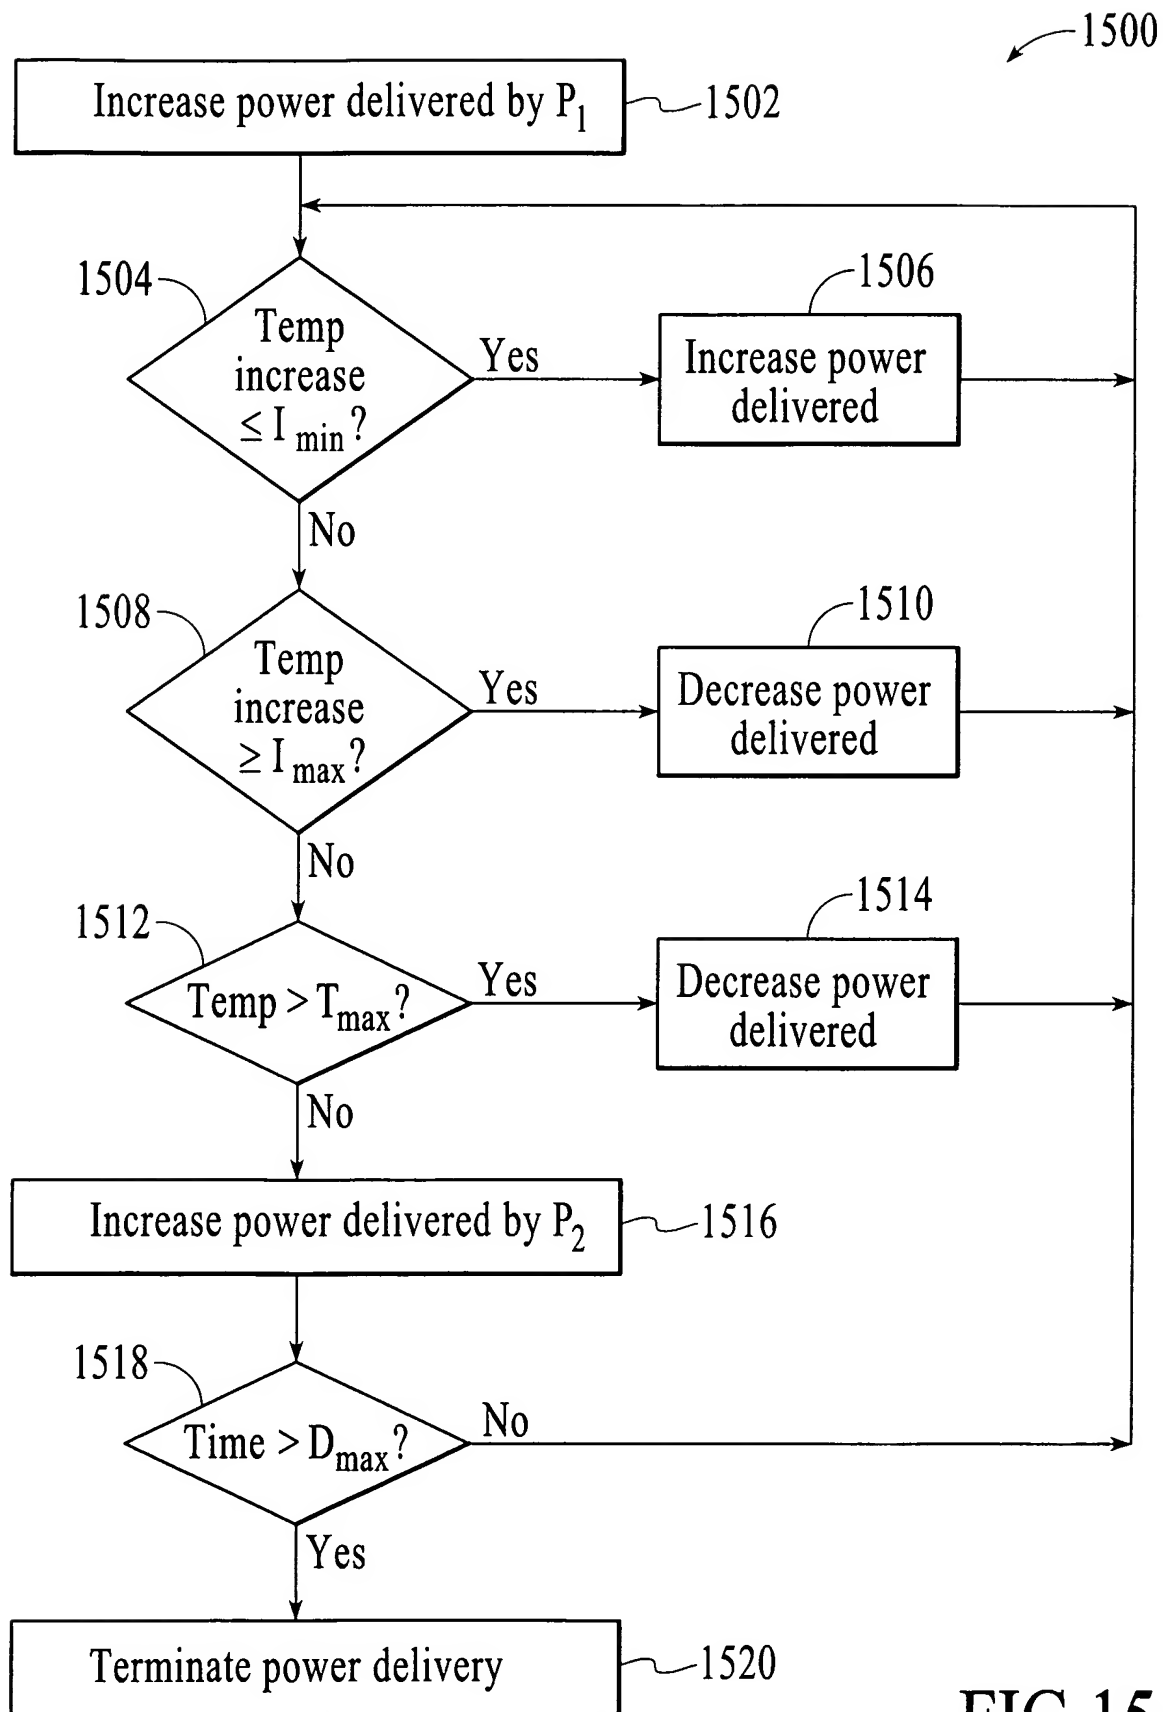 1500
Increase power delivered by P1
1502
1504
Temp
increase
≤ I min ?
Yes
1506
Increase power
delivered
No
1508
Temp
increase
≥ I max ?
Yes
1510
Decrease power
delivered
No
1512
Temp > Tmax ?
Yes
1514
Decrease power
delivered
No
Increase power delivered by P2
1516
1518
Time > Dmax ?
No
Yes
Terminate power delivery
1520
FIG.15